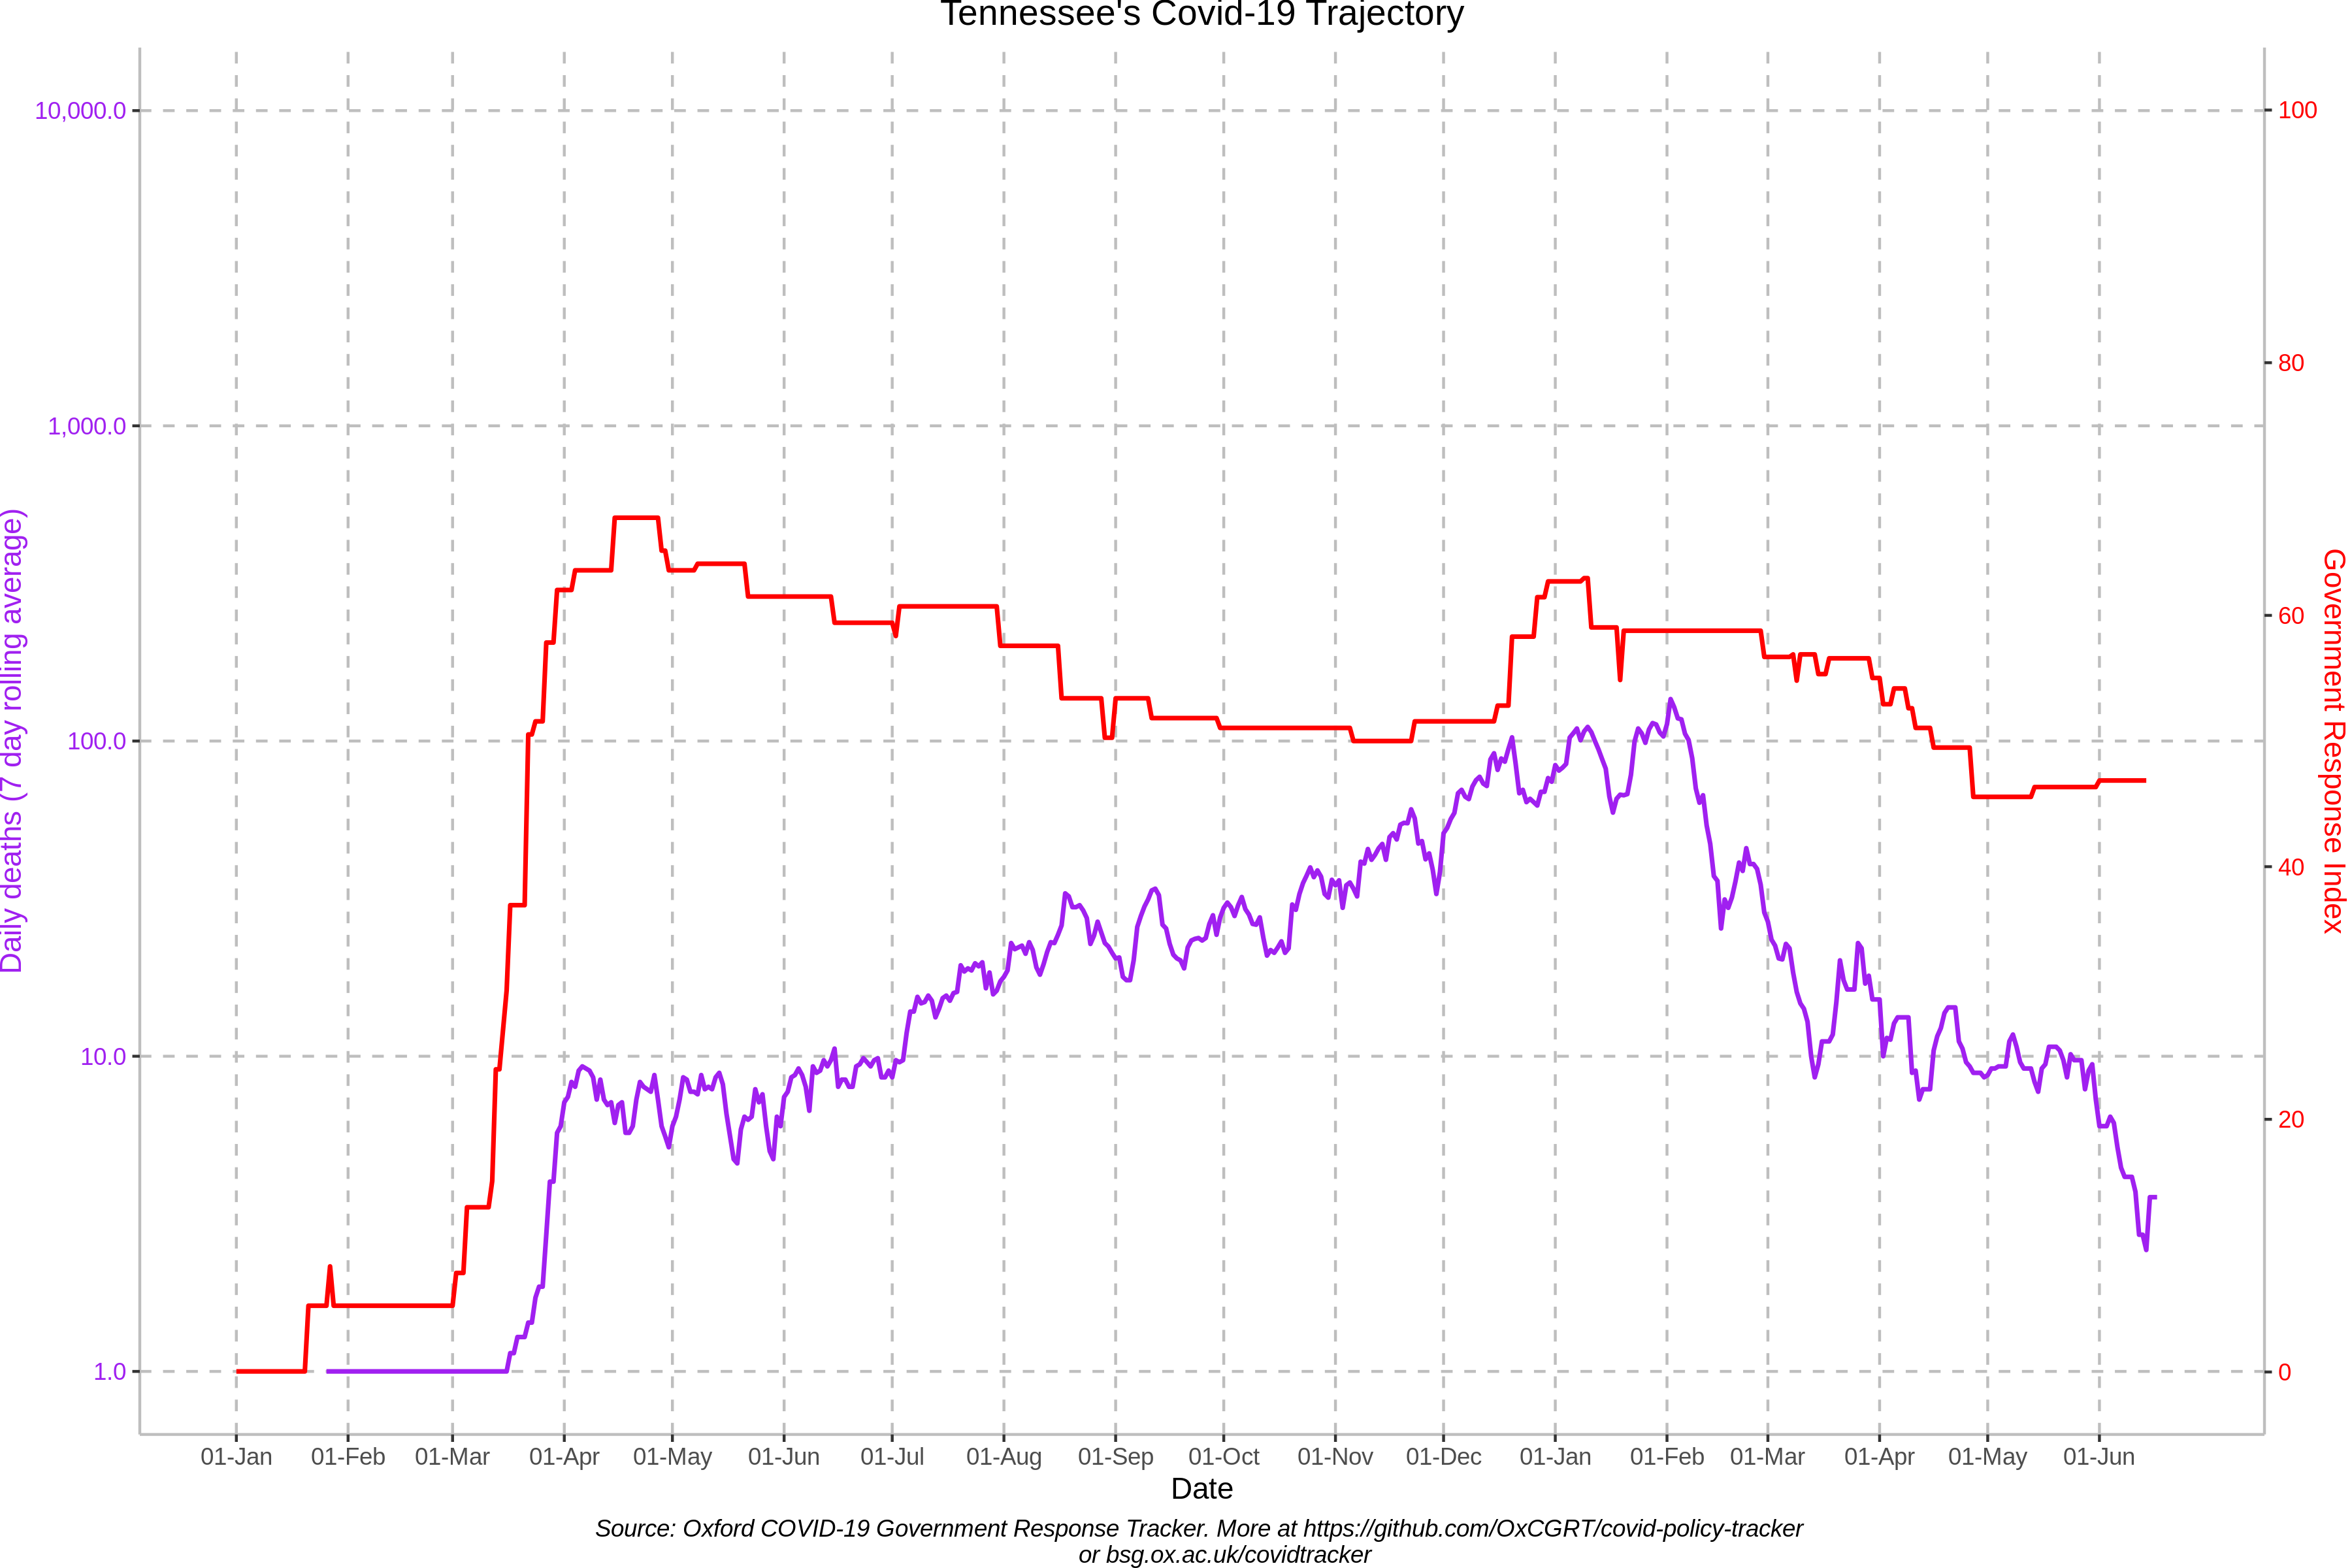 Tennessee's Covid-19 Trajectory
10,000.0
1,000.0
100.0
10.0
1.0
Daily deaths (7 day rolling average)
100
80
60
40
20
0
Government Response Index
01-Jan 01-Feb 01-Mar 01-Apr 01-May 01-Jun 01-Jul 01-Aug 01-Sep 01-Oct 01-Nov 01-Dec 01-Jan 01-Feb 01-Mar 01-Apr 01-May 01-Jun
Date
Source: Oxford COVID-19 Government Response Tracker. More at https://github.com/OxCGRT/covid-policy-tracker
or bsg.ox.ac.uk/covidtracker